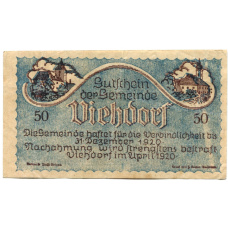 Gutschein
der Gemeinde
50 Viehdorf 50
Die Gemeinde haftet für die Verbindlichkeit bis
31. Dezember 1920
Nachahmung wird strengstens bestraft
Viehdorf im April 1920